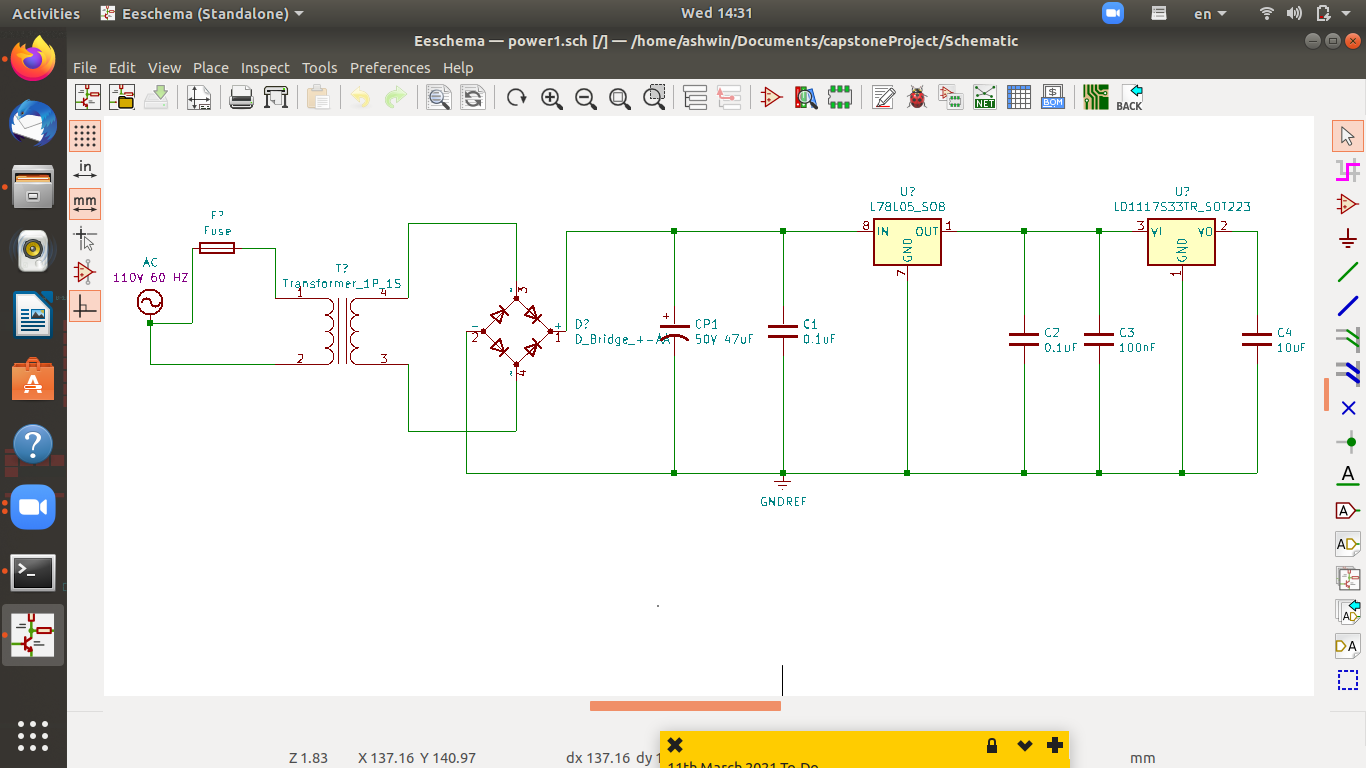 Activities Eeschema (Standalone) Wed 14:31 en
Eeschema — power1.sch [/] — /home/ashwin/Documents/capstoneProject/Schematic
File Edit View Place Inspect Tools Preferences Help
NET $ BOM BACK
in
mm
AC
110V 60 HZ
F?
Fuse
T?
Transformer_1P_1S
1 4
2 3
~ 3
- 2
+ 1
~ 4
D?
D_Bridge_+-AA
+ CP1
50V 47uF
C1
0.1uF
U?
L78L05_SO8
8 IN OUT 1
GND
7
C2
0.1uF
C3
100nF
U?
LD1117S33TR_SOT223
3 VI VO 2
GND
1
C4
10uF
GNDREF
A
A
AD
AD
DA
Z 1.83 X 137.16 Y 140.97 dx 137.16 dy 1 mm
11th March 2021 To-Do